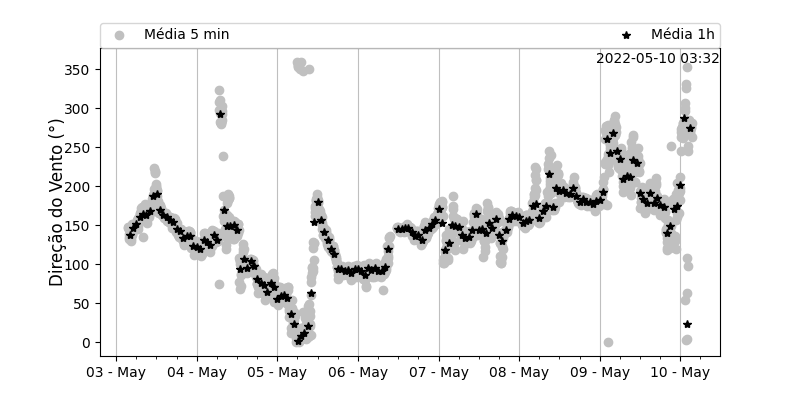 Média 5 min
Média 1h
2022-05-10 03:32
Direção do Vento (°)
350
300
250
200
150
100
50
0
03 - May
04 - May
05 - May
06 - May
07 - May
08 - May
09 - May
10 - May